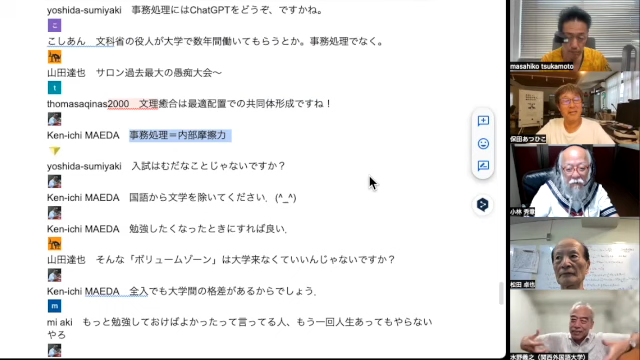 yoshida-sumiyaki 事務処理にはChatGPTをどうぞ、ですかね。
こ
こしあん 文科省の役人が大学で数年間働いてもらうとか。事務処理でなく。
山田達也 サロン過去最大の愚痴大会〜
t
thomasaqinas2000 文理癒合は最適配置での共同体形成ですね！
Ken-ichi MAEDA 事務処理＝内部摩擦力
yoshida-sumiyaki 入試はむだなことじゃないですか？
Ken-ichi MAEDA 国語から文学を除いてください．(^_^)
Ken-ichi MAEDA 勉強したくなったときにすれば良い．
山田達也 そんな「ボリュームゾーン」は大学来なくていいんじゃないですか？
Ken-ichi MAEDA 全入でも大学間の格差があるからでしょう．
m
mi aki もっと勉強しておけばよかったって言ってる人、もう一回人生あってもやらない
やろ
masahiko tsukamoto
保田あつひこ
小林 秀章
松田 卓也
水野義之（関西外国語大学）